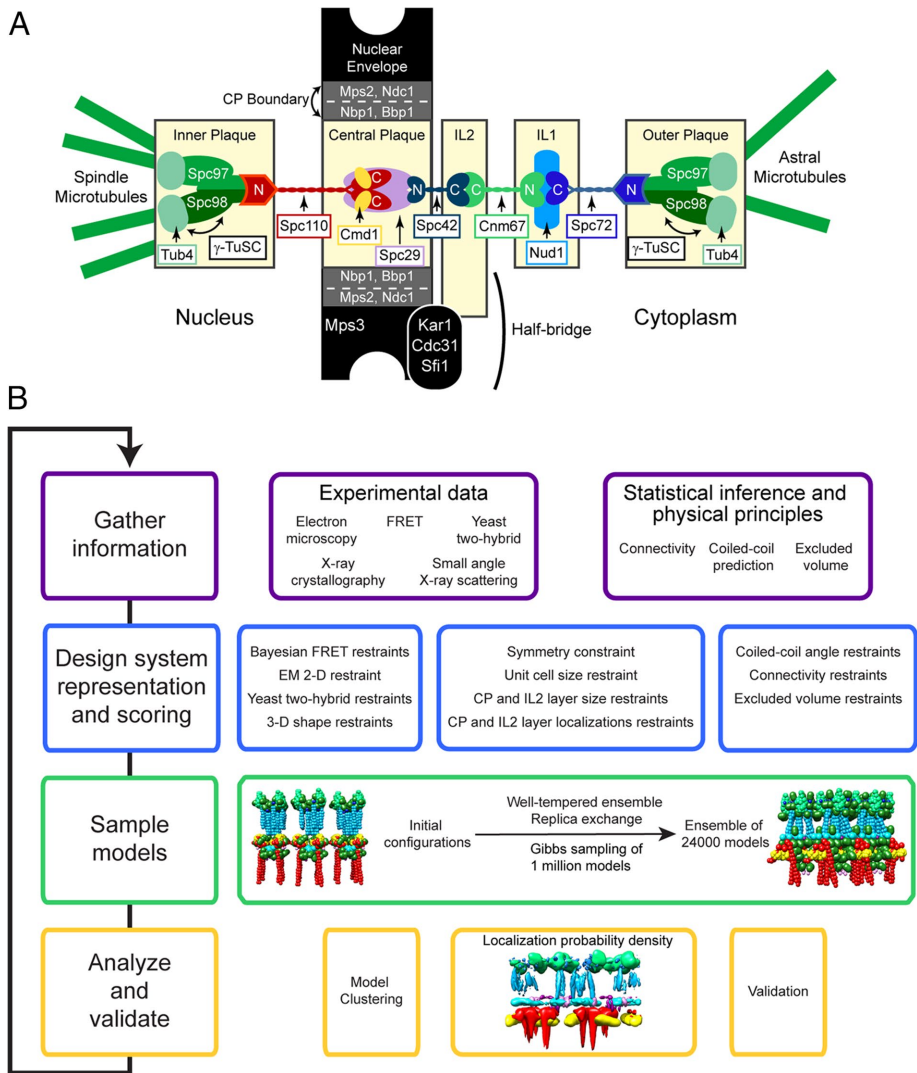 A
Nuclear
Envelope
CP Boundary
Mps2, Ndc1
Nbp1, Bbp1
Inner Plaque
Central Plaque
IL2
IL1
Outer Plaque
Spindle
Microtubules
Astral
Microtubules
Spc97
Spc98
N
C
C
N
C
C
N
C
N
Spc97
Spc98
Tub4
γ-TuSC
Spc110
Cmd1
Spc29
Spc42
Cnm67
Nud1
Spc72
γ-TuSC
Tub4
Nbp1, Bbp1
Mps2, Ndc1
Nucleus
Mps3
Kar1
Cdc31
Sfi1
Half-bridge
Cytoplasm
B
Gather
information
Experimental data
Electron
microscopy
FRET
Yeast
two-hybrid
X-ray
crystallography
Small angle
X-ray scattering
Statistical inference and
physical principles
Connectivity
Coiled-coil
prediction
Excluded
volume
Design system
representation
and scoring
Bayesian FRET restraints
EM 2-D restraint
Yeast two-hybrid restraints
3-D shape restraints
Symmetry constraint
Unit cell size restraint
CP and IL2 layer size restraints
CP and IL2 layer localizations restraints
Coiled-coil angle restraints
Connectivity restraints
Excluded volume restraints
Sample
models
Initial
configurations
Well-tempered ensemble
Replica exchange
Gibbs sampling of
1 million models
Ensemble of
24000 models
Analyze
and
validate
Model
Clustering
Localization probability density
Validation